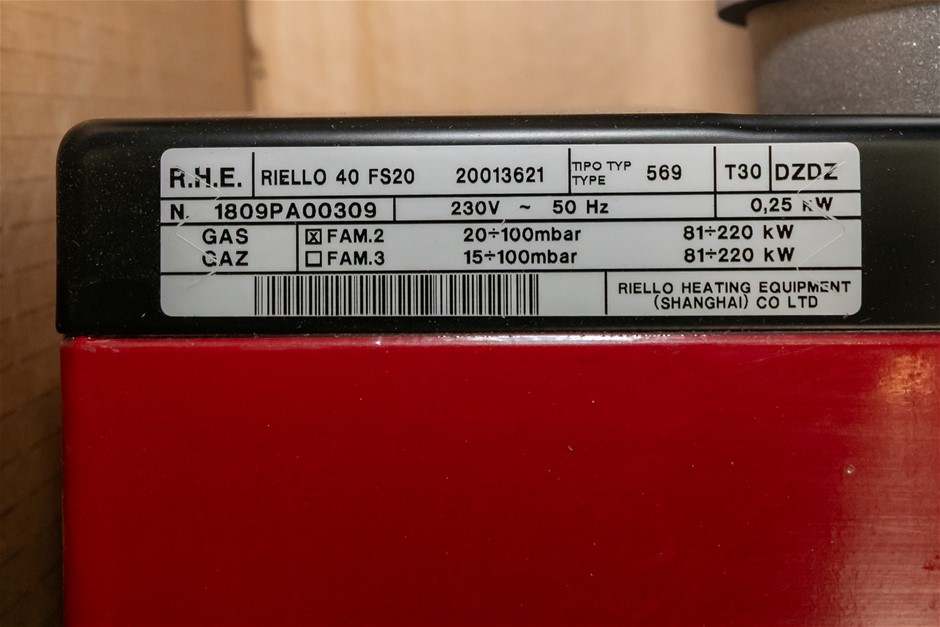 R.H.E. RIELLO 40 FS20 20013621 TIPO TYP TYPE 569 T30 DZDZ
N. 1809PA00309 230V ~ 50 Hz 0,25 KW
GAS ☒ FAM.2 20÷100mbar 81÷220 kW
GAZ ☐ FAM.3 15÷100mbar 81÷220 kW
RIELLO HEATING EQUIPMENT
(SHANGHAI) CO LTD